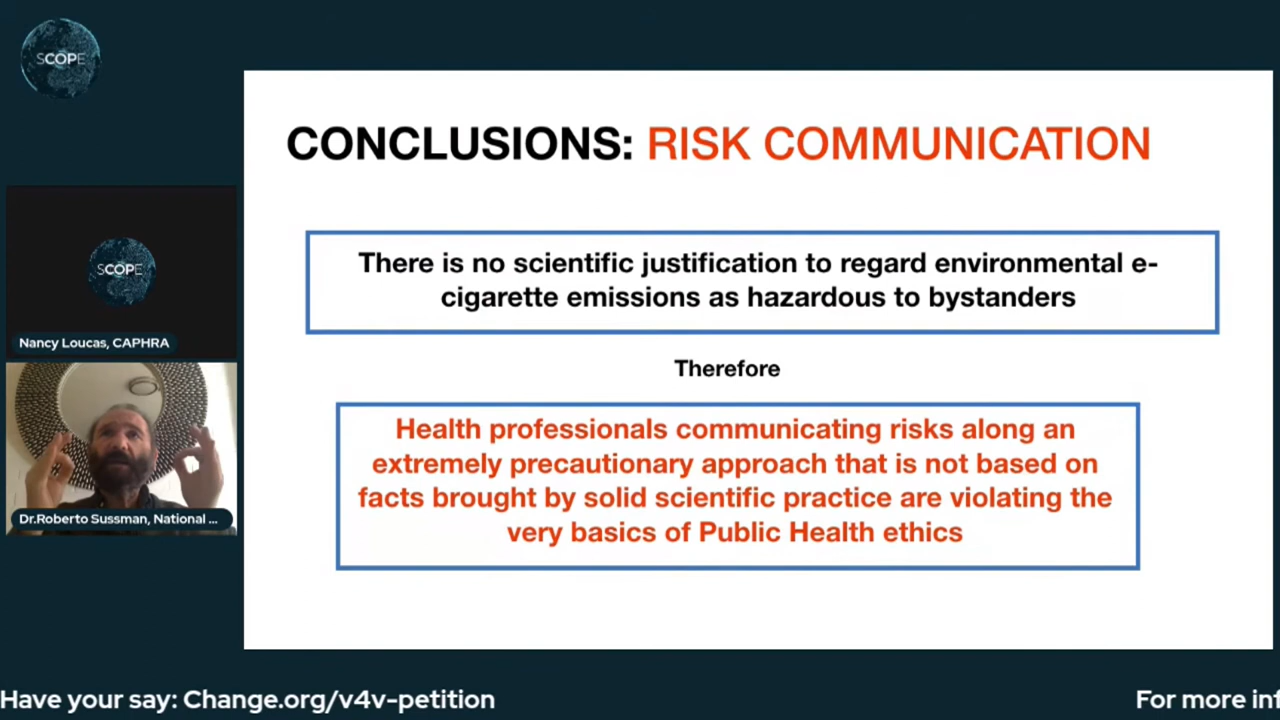 SCOPE
CONCLUSIONS: RISK COMMUNICATION
There is no scientific justification to regard environmental e-
cigarette emissions as hazardous to bystanders
Therefore
Health professionals communicating risks along an
extremely precautionary approach that is not based on
facts brought by solid scientific practice are violating the
very basics of Public Health ethics
SCOPE
Nancy Loucas, CAPHRA
Dr.Roberto Sussman, National ...
Have your say: Change.org/v4v-petition
For more